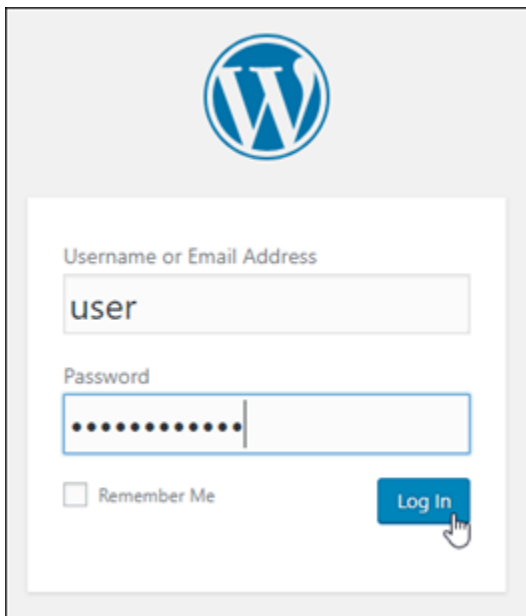 W
Username or Email Address
user
Password
••••••••••••
Remember Me
Log In